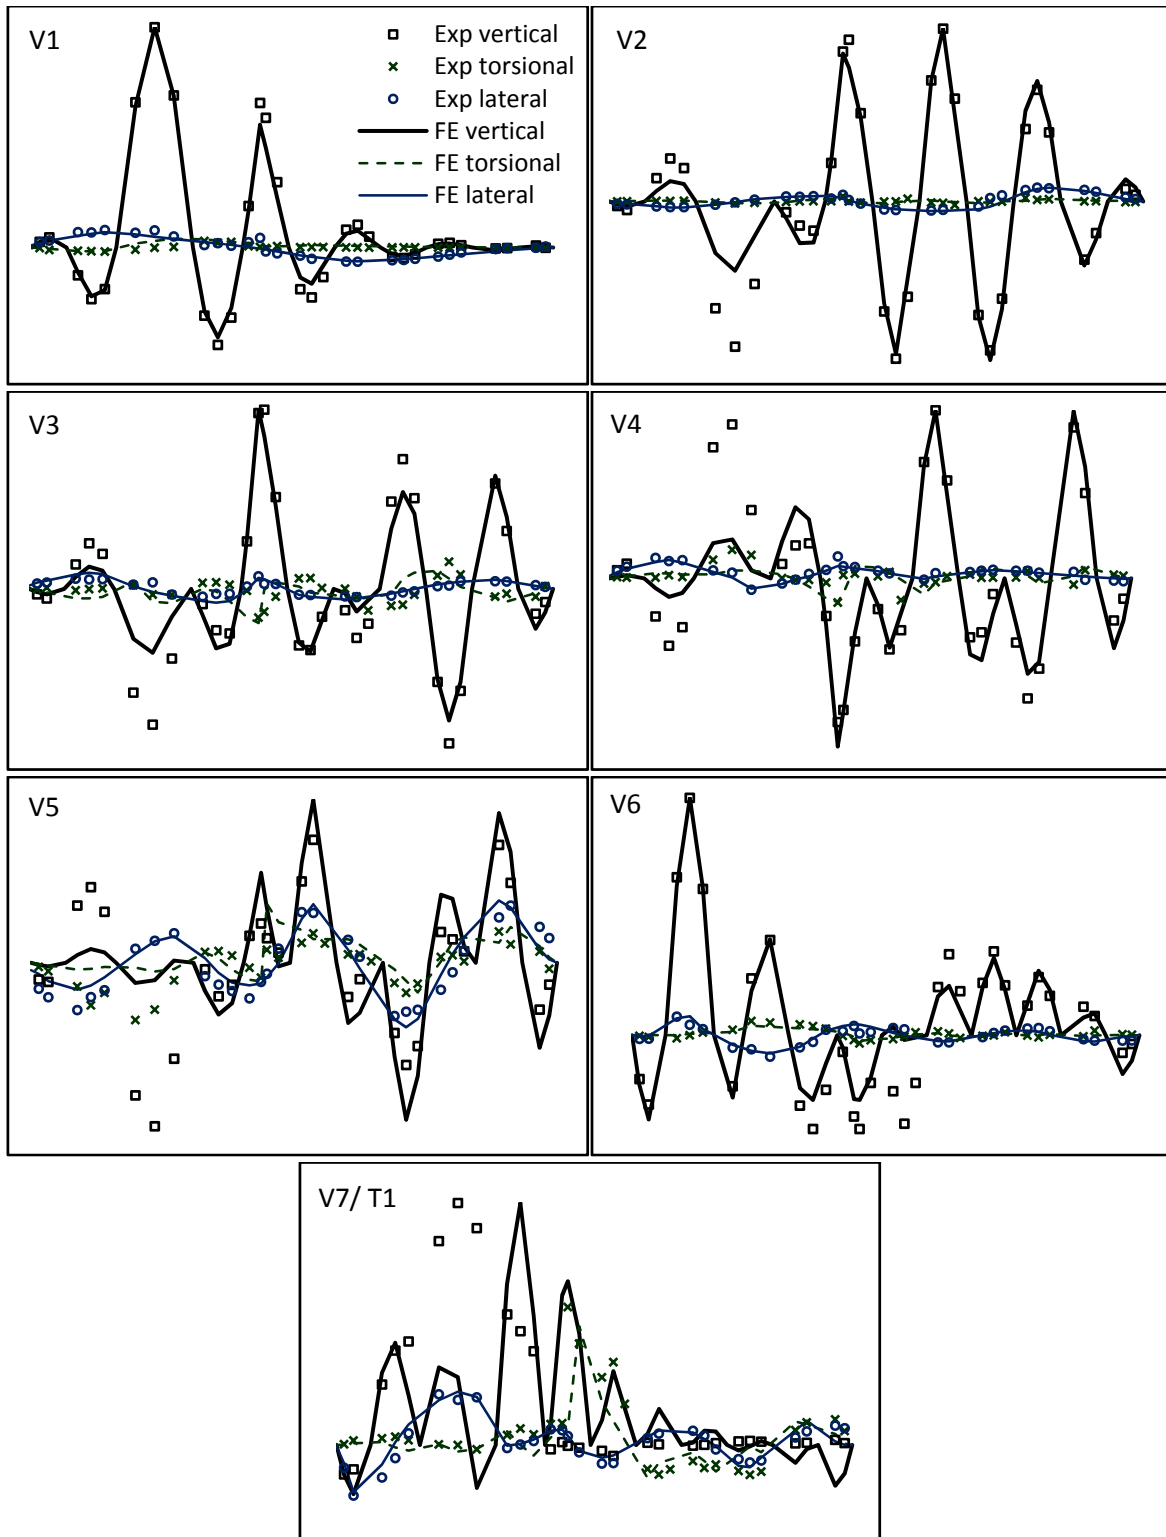 V1
Exp vertical
Exp torsional
Exp lateral
FE vertical
FE torsional
FE lateral
V2
V3
V4
V5
V6
V7/ T1